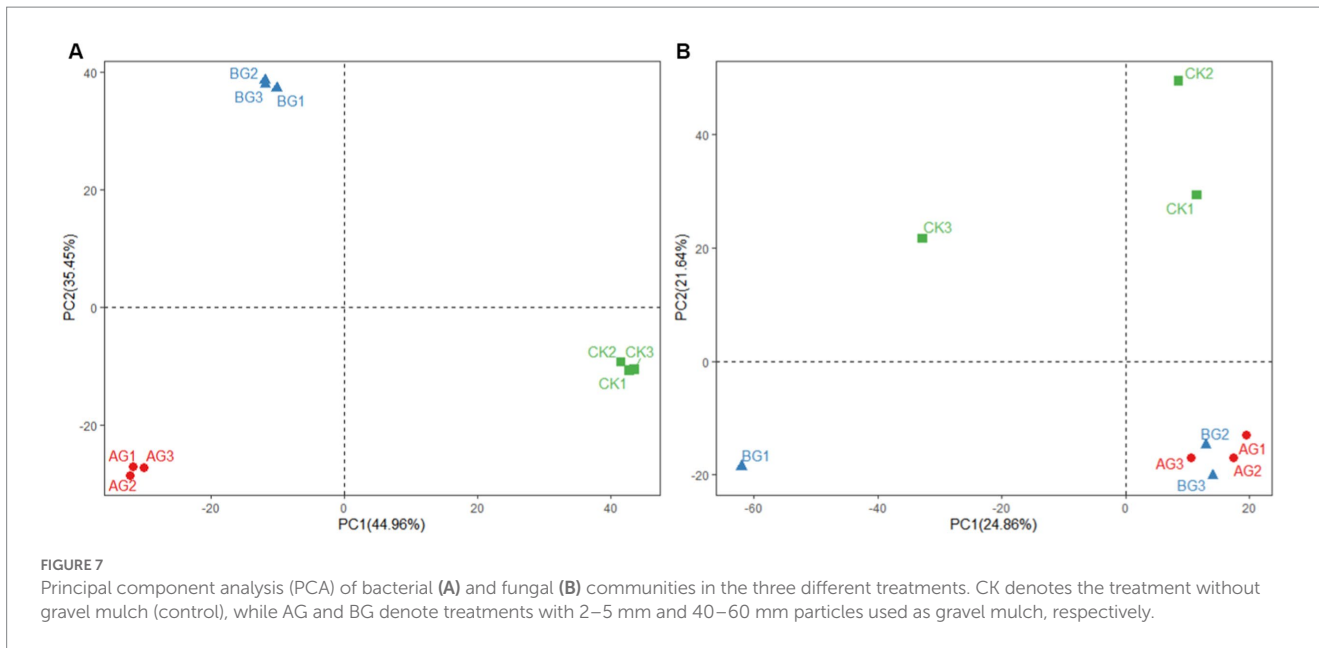 A
BG2
BG3 BG1
CK2 CK3
CK1
AG1 AG3
AG2
40
20
0
-20
PC2(35.45%)
-20 0 20 40
PC1(44.96%)
B
CK2
CK1
CK3
BG2
BG1
AG1
AG3
AG2
BG3
40
20
0
-20
PC2(21.64%)
-60 -40 -20 0 20
PC1(24.86%)
FIGURE 7
Principal component analysis (PCA) of bacterial (A) and fungal (B) communities in the three different treatments. CK denotes the treatment without
gravel mulch (control), while AG and BG denote treatments with 2–5 mm and 40–60 mm particles used as gravel mulch, respectively.